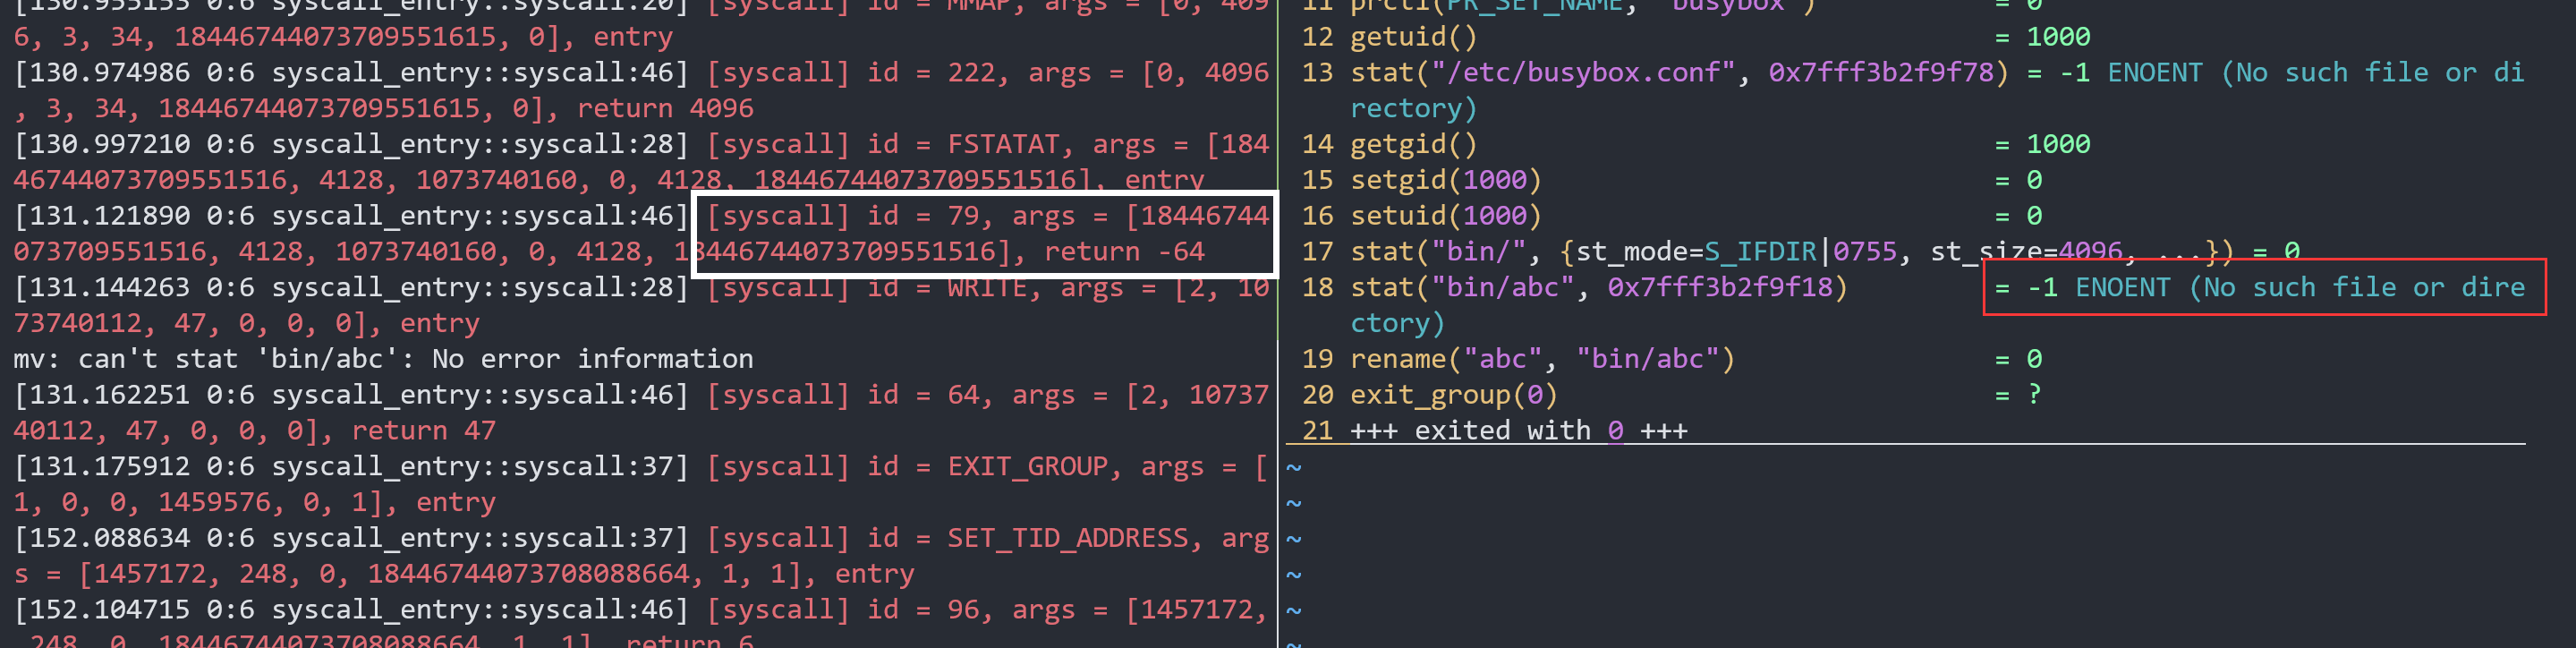 [130.955153 0:6 syscall_entry::syscall:20] [syscall] id = MMAP, args = [0, 409
6, 3, 34, 18446744073709551615, 0], entry
[130.974986 0:6 syscall_entry::syscall:46] [syscall] id = 222, args = [0, 4096
, 3, 34, 18446744073709551615, 0], return 4096
[130.997210 0:6 syscall_entry::syscall:28] [syscall] id = FSTATAT, args = [184
46744073709551516, 4128, 1073740160, 0, 4128, 18446744073709551516], entry
[131.121890 0:6 syscall_entry::syscall:46] [syscall] id = 79, args = [18446744
073709551516, 4128, 1073740160, 0, 4128, 18446744073709551516], return -64
[131.144263 0:6 syscall_entry::syscall:28] [syscall] id = WRITE, args = [2, 10
73740112, 47, 0, 0, 0], entry
mv: can't stat 'bin/abc': No error information
[131.162251 0:6 syscall_entry::syscall:46] [syscall] id = 64, args = [2, 10737
40112, 47, 0, 0, 0], return 47
[131.175912 0:6 syscall_entry::syscall:37] [syscall] id = EXIT_GROUP, args = [
1, 0, 0, 1459576, 0, 1], entry
[152.088634 0:6 syscall_entry::syscall:37] [syscall] id = SET_TID_ADDRESS, arg
s = [1457172, 248, 0, 18446744073708088664, 1, 1], entry
[152.104715 0:6 syscall_entry::syscall:46] [syscall] id = 96, args = [1457172,
 248, 0, 18446744073708088664, 1, 1], return 6
11 prctl(PR_SET_NAME, "busybox") = 0
12 getuid() = 1000
13 stat("/etc/busybox.conf", 0x7fff3b2f9f78) = -1 ENOENT (No such file or di
rectory)
14 getgid() = 1000
15 setgid(1000) = 0
16 setuid(1000) = 0
17 stat("bin/", {st_mode=S_IFDIR|0755, st_size=4096, ...}) = 0
18 stat("bin/abc", 0x7fff3b2f9f18) = -1 ENOENT (No such file or dire
ctory)
19 rename("abc", "bin/abc") = 0
20 exit_group(0) = ?
21 +++ exited with 0 +++
~
~
~
~
~
~